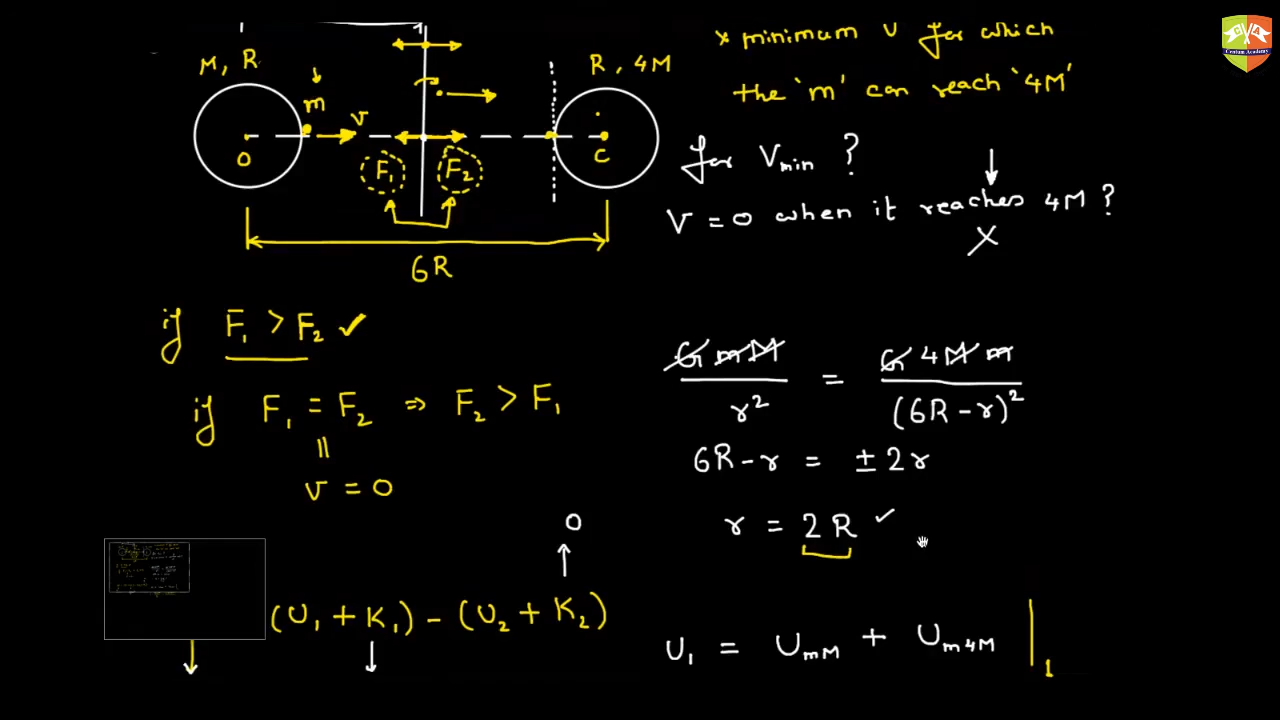 M, R
m
v
O
F₁
F₂
R, 4M
C
6R
x minimum v for which
the 'm' can reach '4M'
for Vmin ?
V = 0 when it reaches 4M ?
X
if F₁ > F₂ ✓
if F₁ = F₂ ⇒ F₂ > F₁
v = 0
GmM / r² = G4Mm / (6R-r)²
6R-r = ± 2r
r = 2R ✓
0
(U₁ + K₁) - (U₂ + K₂)
U₁ = UmM + Um4M |₁
Centum Academy